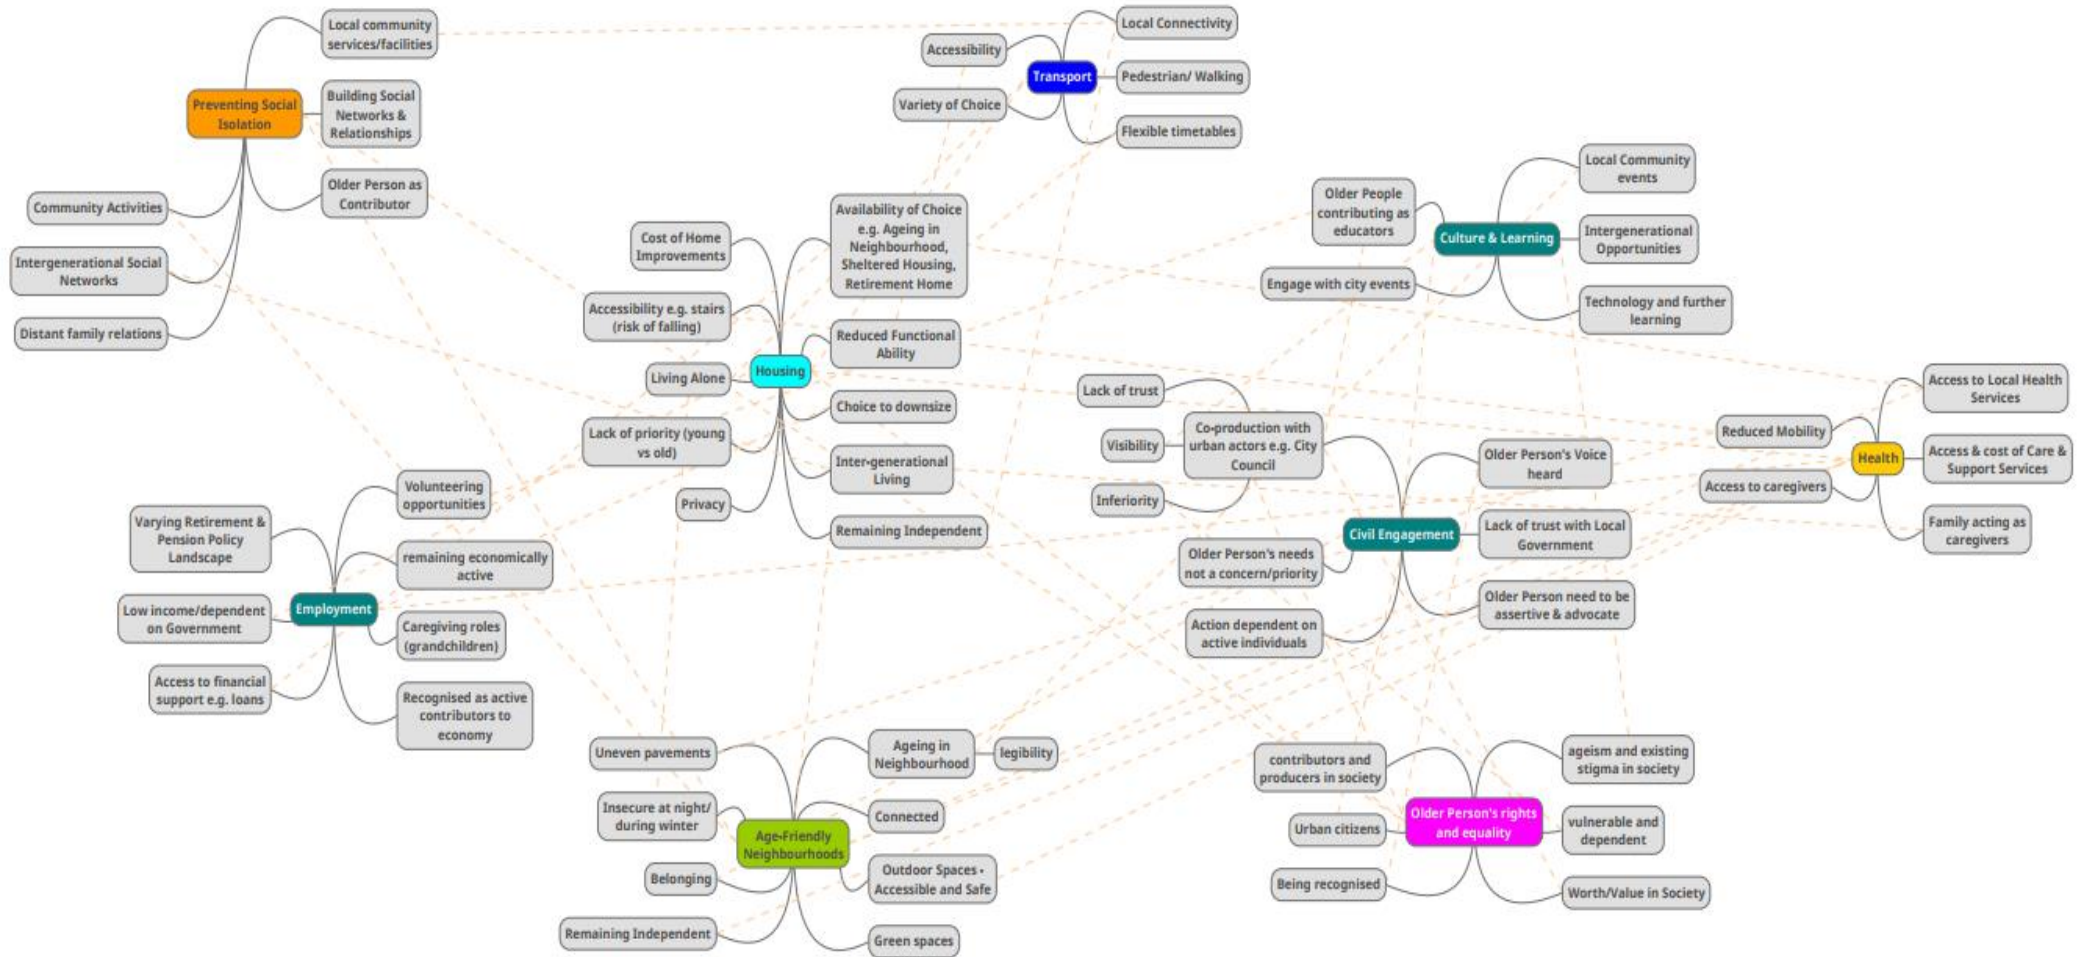 Local community
services/facilities
Preventing Social
Isolation
Building Social
Networks &
Relationships
Older Person as
Contributor
Community Activities
Intergenerational Social
Networks
Distant family relations
Local Connectivity
Accessibility
Transport
Pedestrian/ Walking
Variety of Choice
Flexible timetables
Local Community
events
Older People
contributing as
educators
Culture & Learning
Intergenerational
Opportunities
Engage with city events
Technology and further
learning
Availability of Choice
e.g. Ageing in
Neighbourhood,
Sheltered Housing,
Retirement Home
Cost of Home
Improvements
Accessibility e.g. stairs
(risk of falling)
Reduced Functional
Ability
Housing
Living Alone
Choice to downsize
Lack of priority (young
vs old)
Inter-generational
Living
Privacy
Remaining Independent
Lack of trust
Co-production with
urban actors e.g. City
Council
Visibility
Inferiority
Older Person's Voice
heard
Civil Engagement
Lack of trust with Local
Government
Older Person's needs
not a concern/priority
Older Person need to be
assertive & advocate
Action dependent on
active individuals
Access to Local Health
Services
Reduced Mobility
Health
Access & cost of Care &
Support Services
Access to caregivers
Family acting as
caregivers
Volunteering
opportunities
Varying Retirement &
Pension Policy
Landscape
remaining economically
active
Employment
Low income/dependent
on Government
Caregiving roles
(grandchildren)
Access to financial
support e.g. loans
Recognised as active
contributors to
economy
Uneven pavements
Ageing in
Neighbourhood
legibility
Insecure at night/
during winter
Connected
Age-Friendly
Neighbourhoods
Belonging
Outdoor Spaces -
Accessible and Safe
Remaining Independent
Green spaces
contributors and
producers in society
ageism and existing
stigma in society
Older Person's rights
and equality
Urban citizens
vulnerable and
dependent
Being recognised
Worth/Value in Society